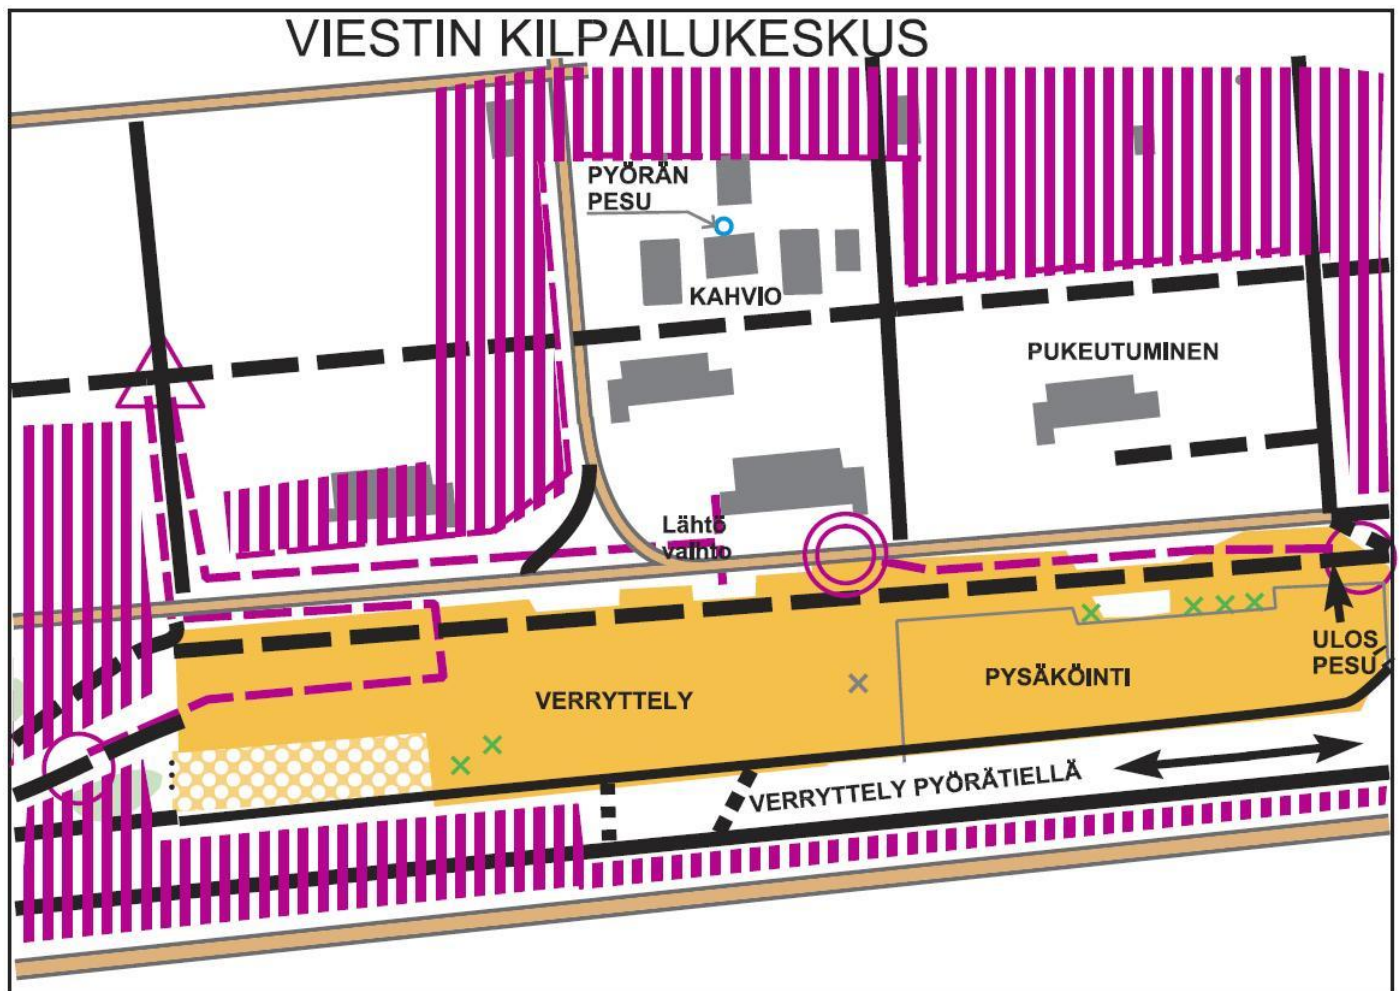 VIESTIN KILPAILUKESKUS
PYÖRÄN
PESU
KAHVIO
PUKEUTUMINEN
Lähtö
vaihto
ULOS
PESU
PYSÄKÖINTI
VERRYTTELY
VERRYTTELY PYÖRÄTIELLÄ